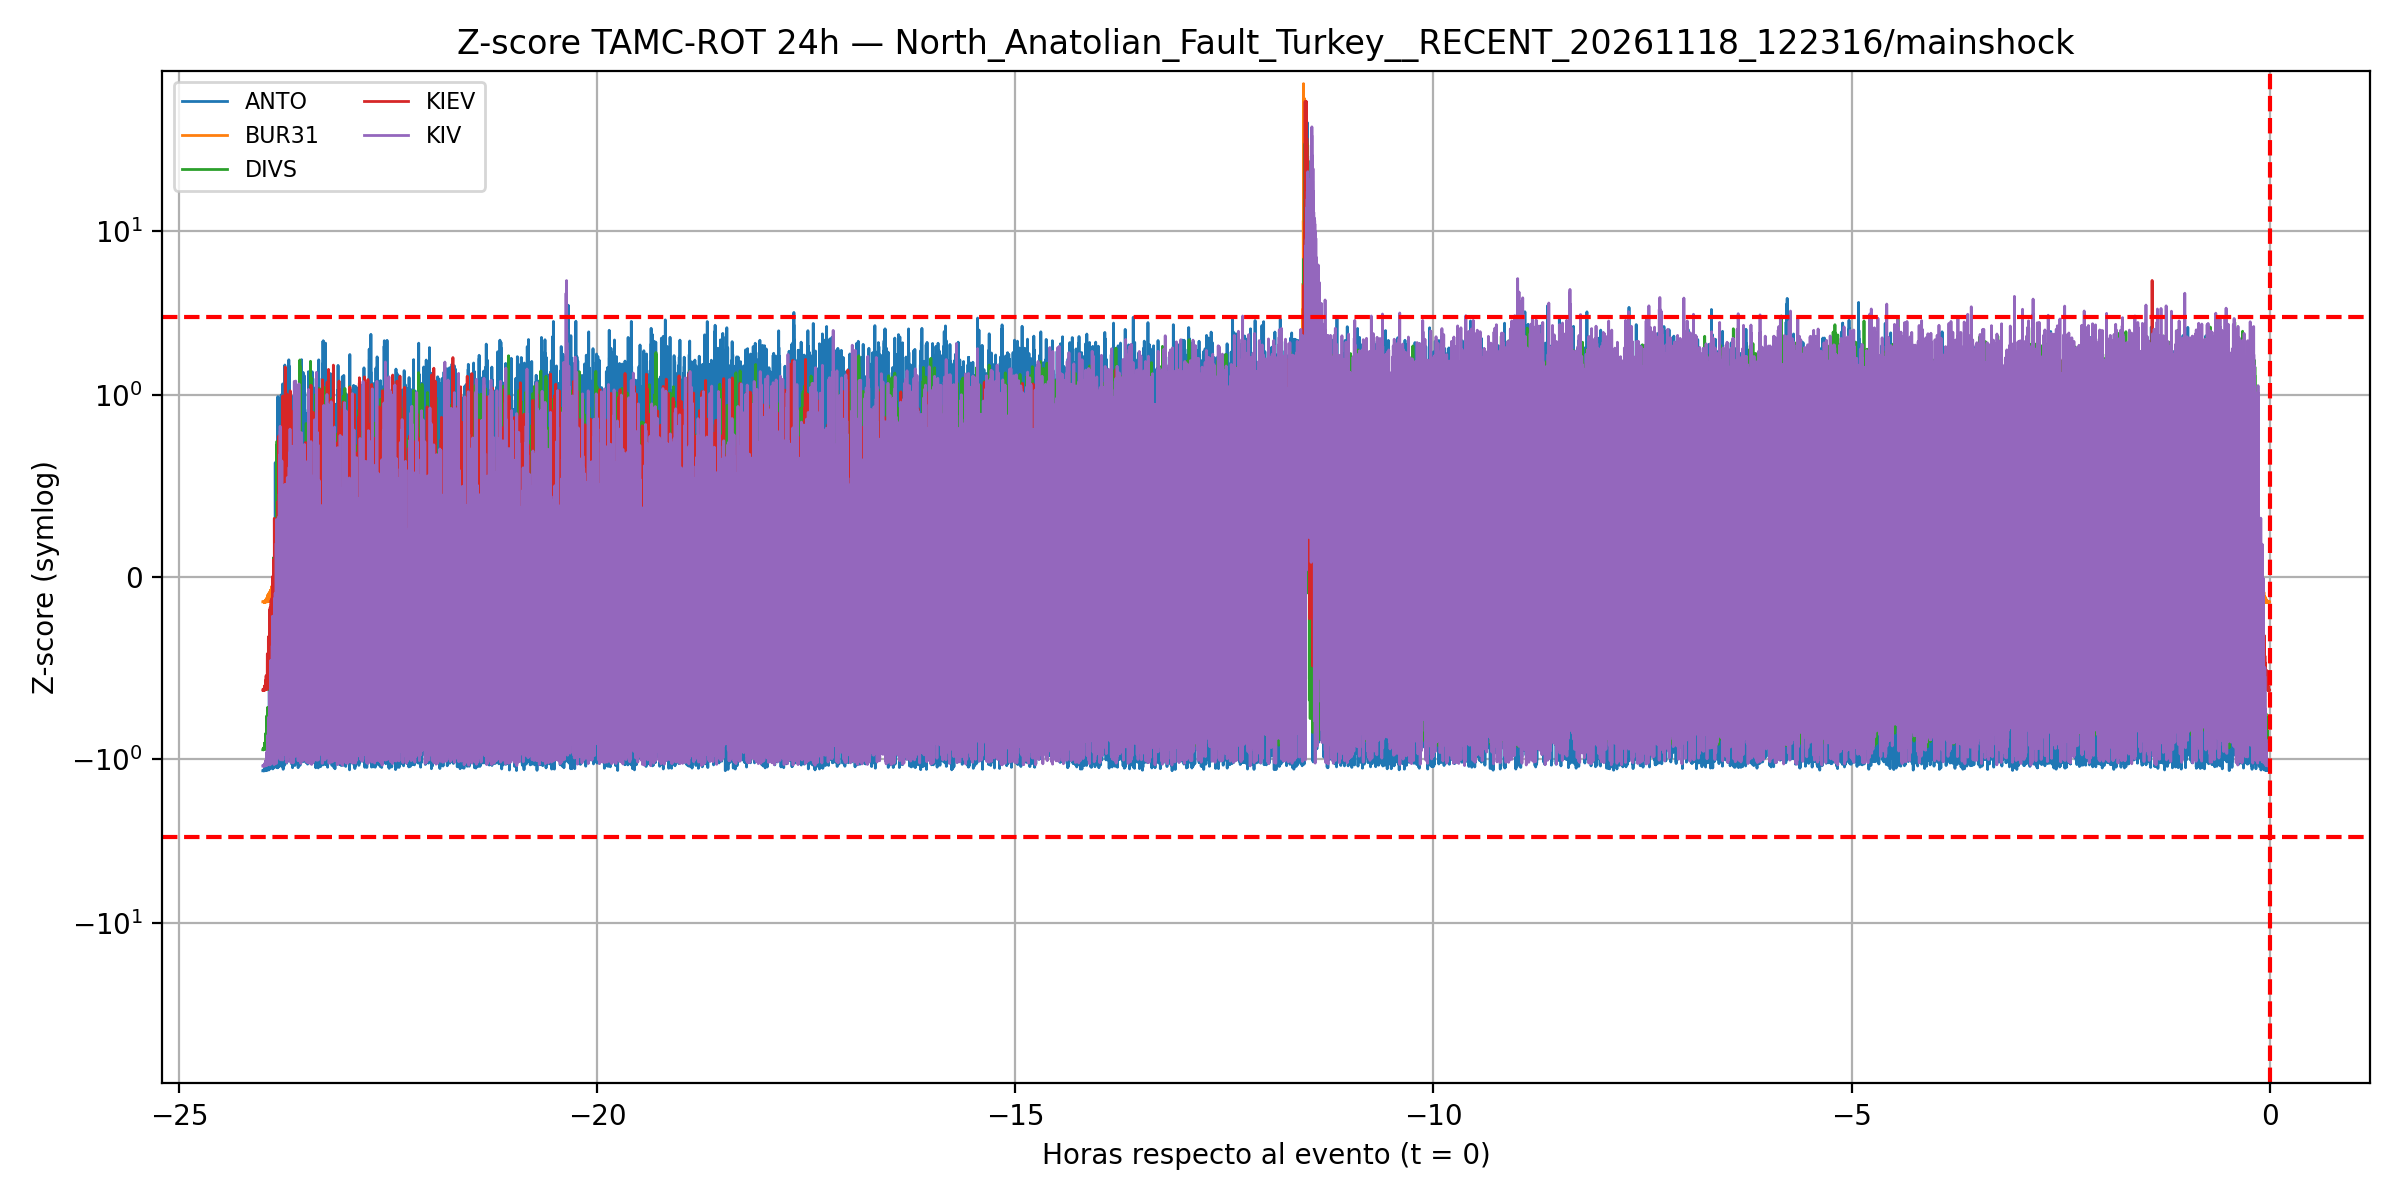 Z-score TAMC-ROT 24h — North_Anatolian_Fault_Turkey__RECENT_20261118_122316/mainshock
ANTO
BUR31
DIVS
KIEV
KIV
10¹
10⁰
0
−10⁰
−10¹
Z-score (symlog)
−25
−20
−15
−10
−5
0
Horas respecto al evento (t = 0)